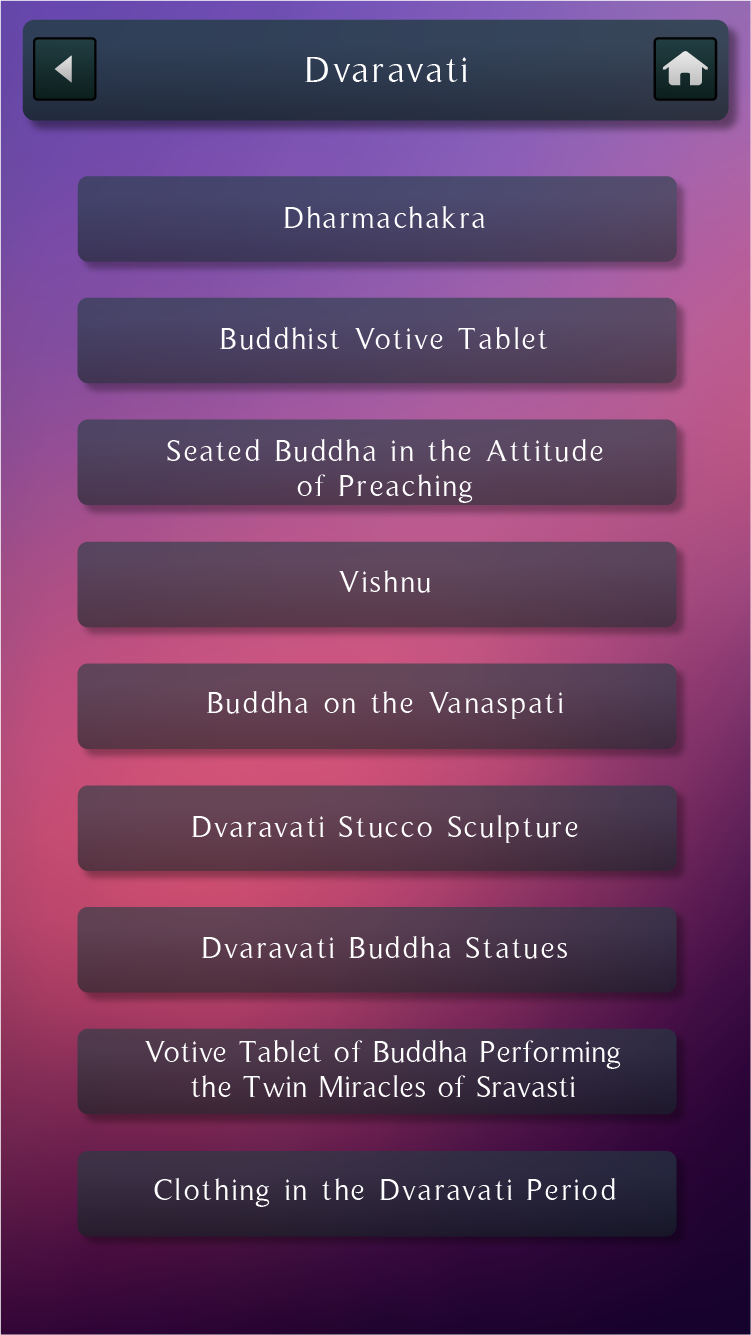 Dvaravati
Dharmachakra
Buddhist Votive Tablet
Seated Buddha in the Attitude
of Preaching
Vishnu
Buddha on the Vanaspati
Dvaravati Stucco Sculpture
Dvaravati Buddha Statues
Votive Tablet of Buddha Performing
the Twin Miracles of Sravasti
Clothing in the Dvaravati Period